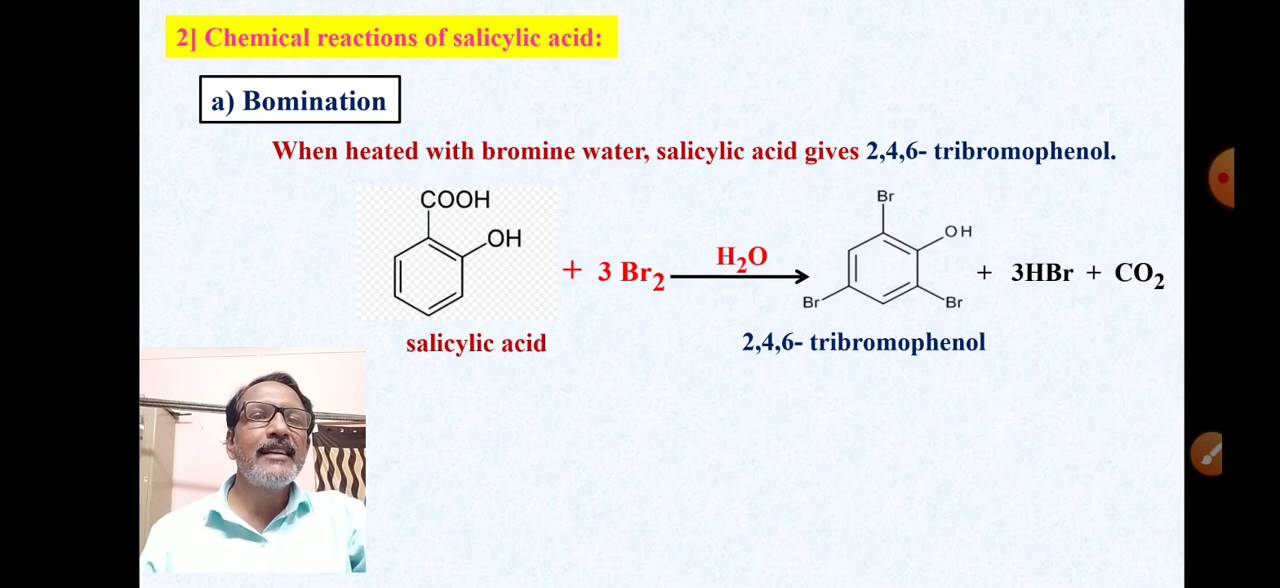 2] Chemical reactions of salicylic acid:
a) Bomination
When heated with bromine water, salicylic acid gives 2,4,6- tribromophenol.
COOH
OH
+ 3 Br₂
H₂O
Br
OH
Br
Br
+ 3HBr + CO₂
salicylic acid
2,4,6- tribromophenol